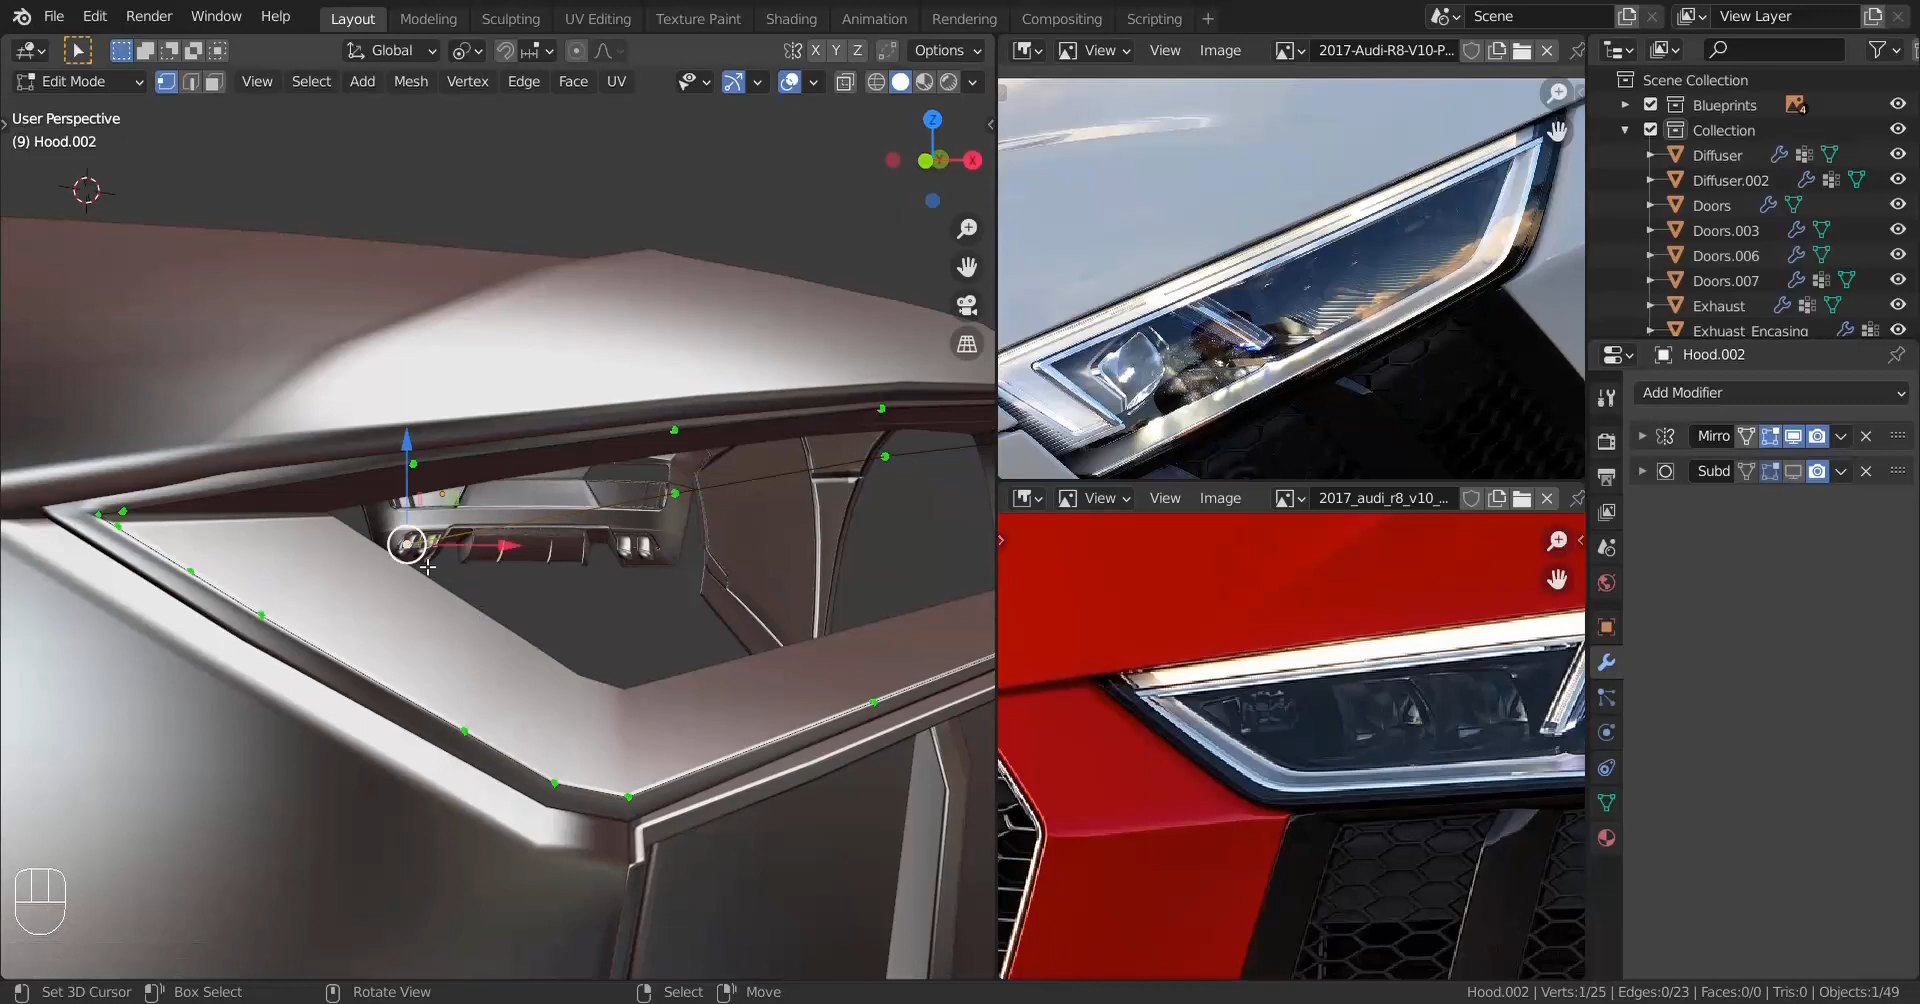 File Edit Render Window Help Layout Modeling Sculpting UV Editing Texture Paint Shading Animation Rendering Compositing Scripting + Scene View Layer
Global X Y Z Options View View Image 2017-Audi-R8-V10-P...
Edit Mode View Select Add Mesh Vertex Edge Face UV
User Perspective
(9) Hood.002
Z
X
Scene Collection
Blueprints 4
Collection
Diffuser
Diffuser.002
Doors
Doors.003
Doors.006
Doors.007
Exhaust
Exhuast Encasing
Hood.002
Add Modifier
Mirro
Subd
View View Image 2017_audi_r8_v10_...
Set 3D Cursor Box Select Rotate View Select Move Hood.002 | Verts:1/25 | Edges:0/23 | Faces:0/0 | Tris:0 | Objects:1/49